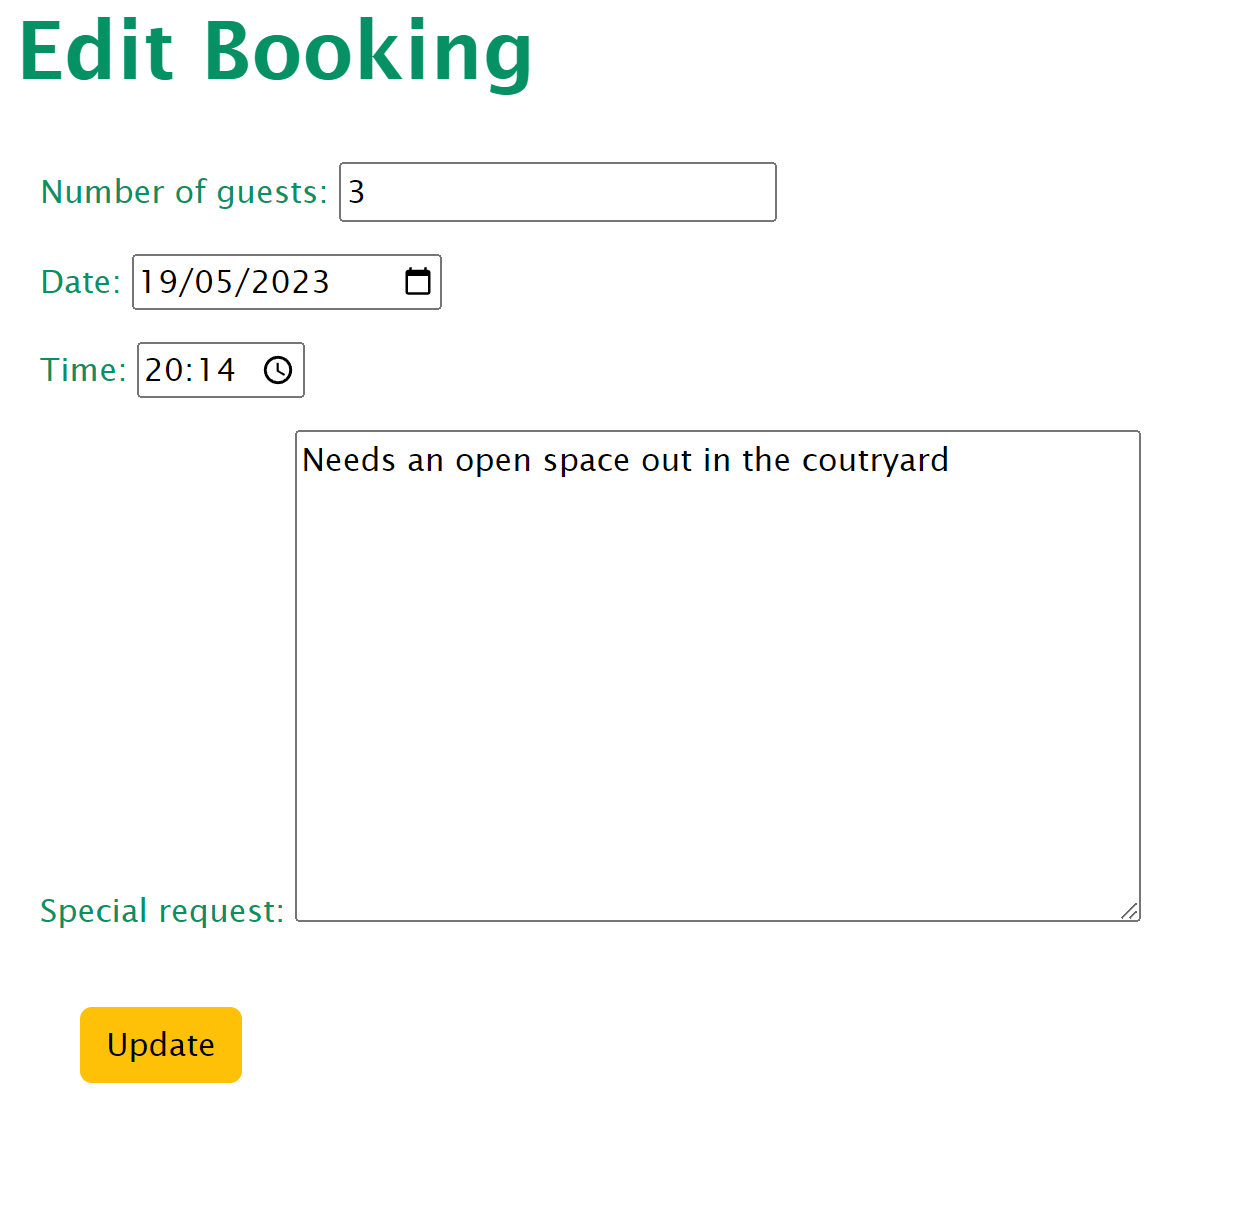 Edit Booking
Number of guests: 3
Date: 19/05/2023
Time: 20:14
Needs an open space out in the coutryard
Special request:
Update